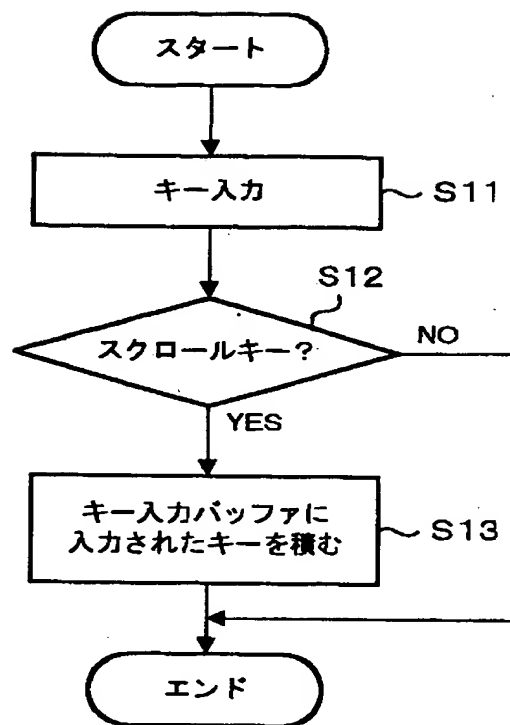 スタート
キー入力
S11
S12
スクロールキー？
NO
YES
キー入力バッファに
入力されたキーを積む
S13
エンド